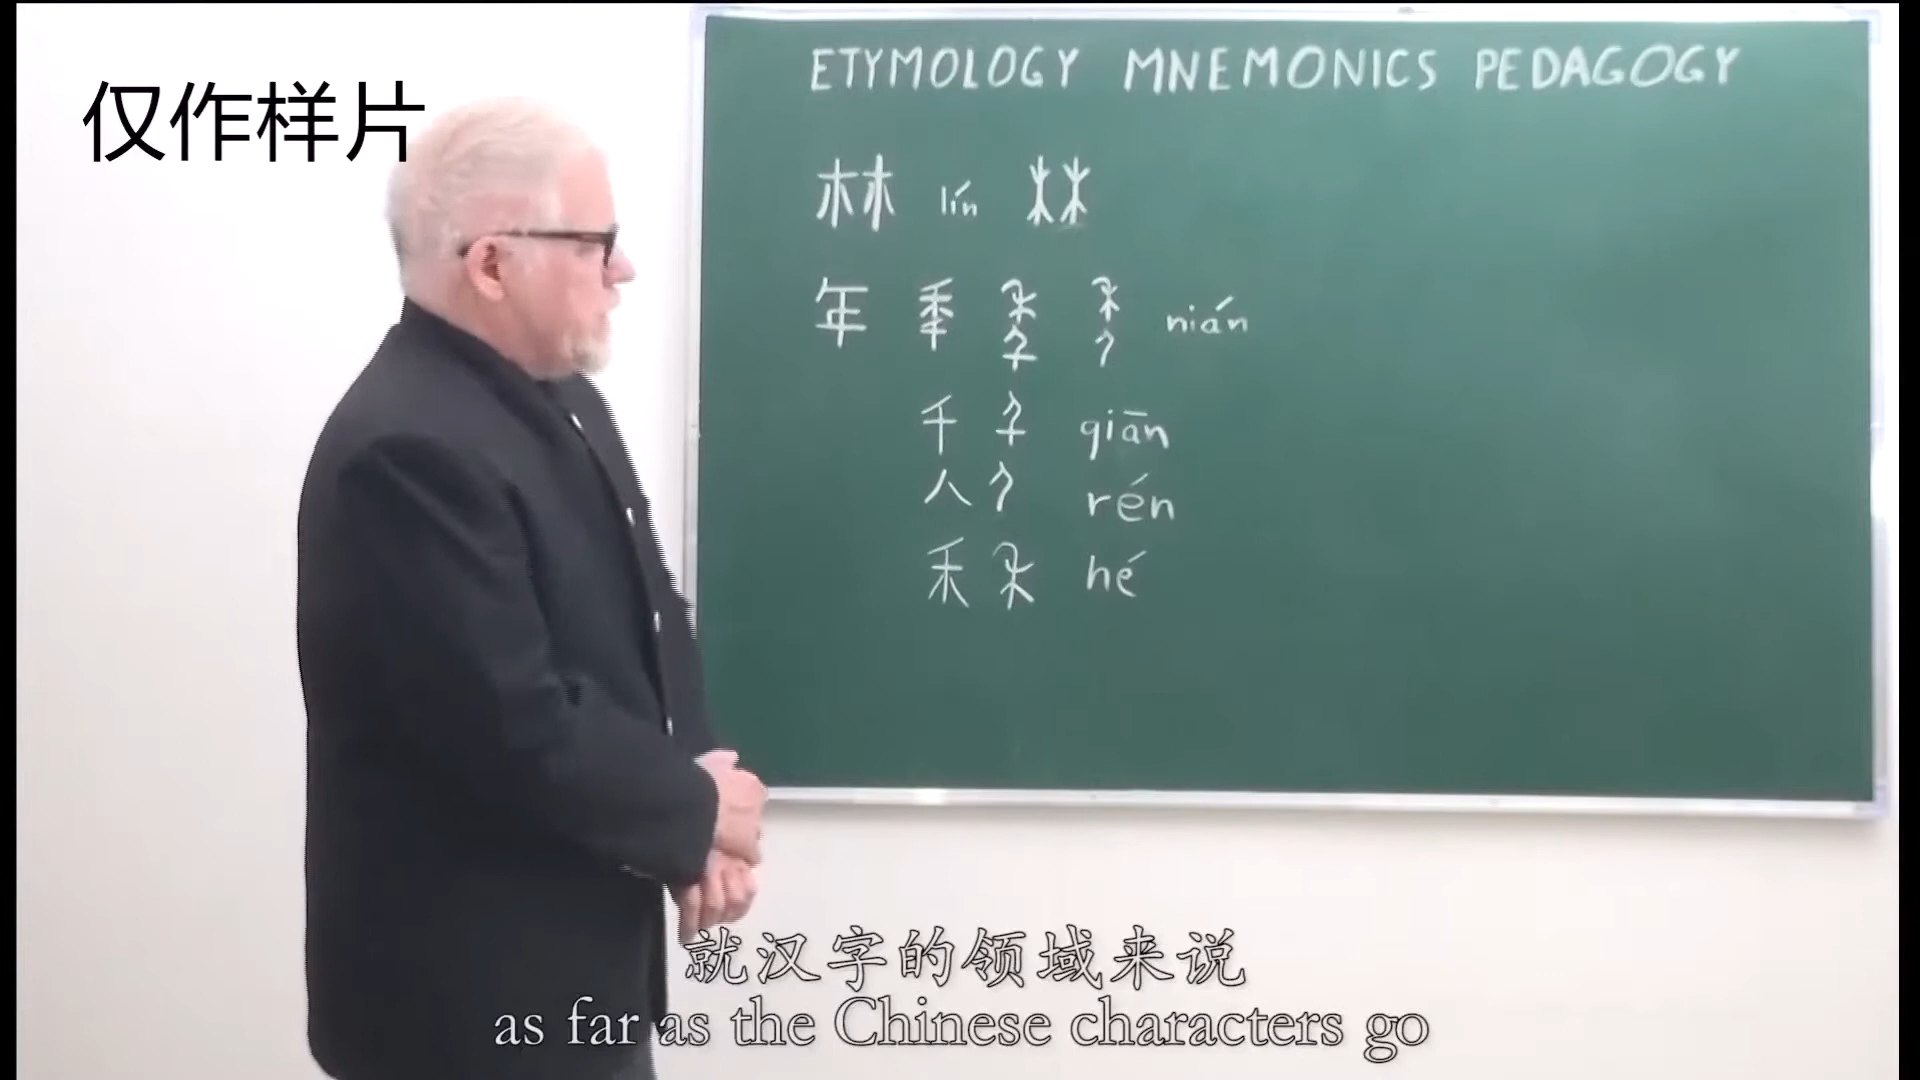 仅作样片
ETYMOLOGY MNEMONICS PEDAGOGY
林 lín
年 秊 nián
千 qiān
人 rén
禾 hé
就汉字的领域来说
as far as the Chinese characters go